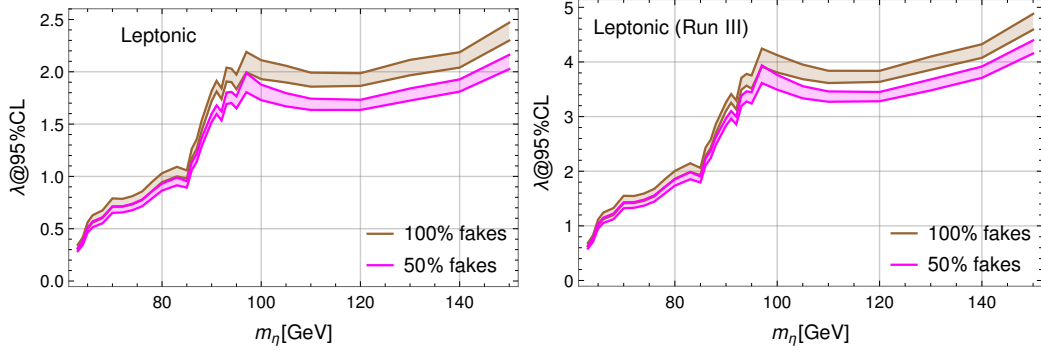 Leptonic
λ@95%CL
2.5
2.0
1.5
1.0
0.5
0.0
100% fakes
50% fakes
80 100 120 140
mη[GeV]
Leptonic (Run III)
λ@95%CL
5
4
3
2
1
0
100% fakes
50% fakes
80 100 120 140
mη[GeV]